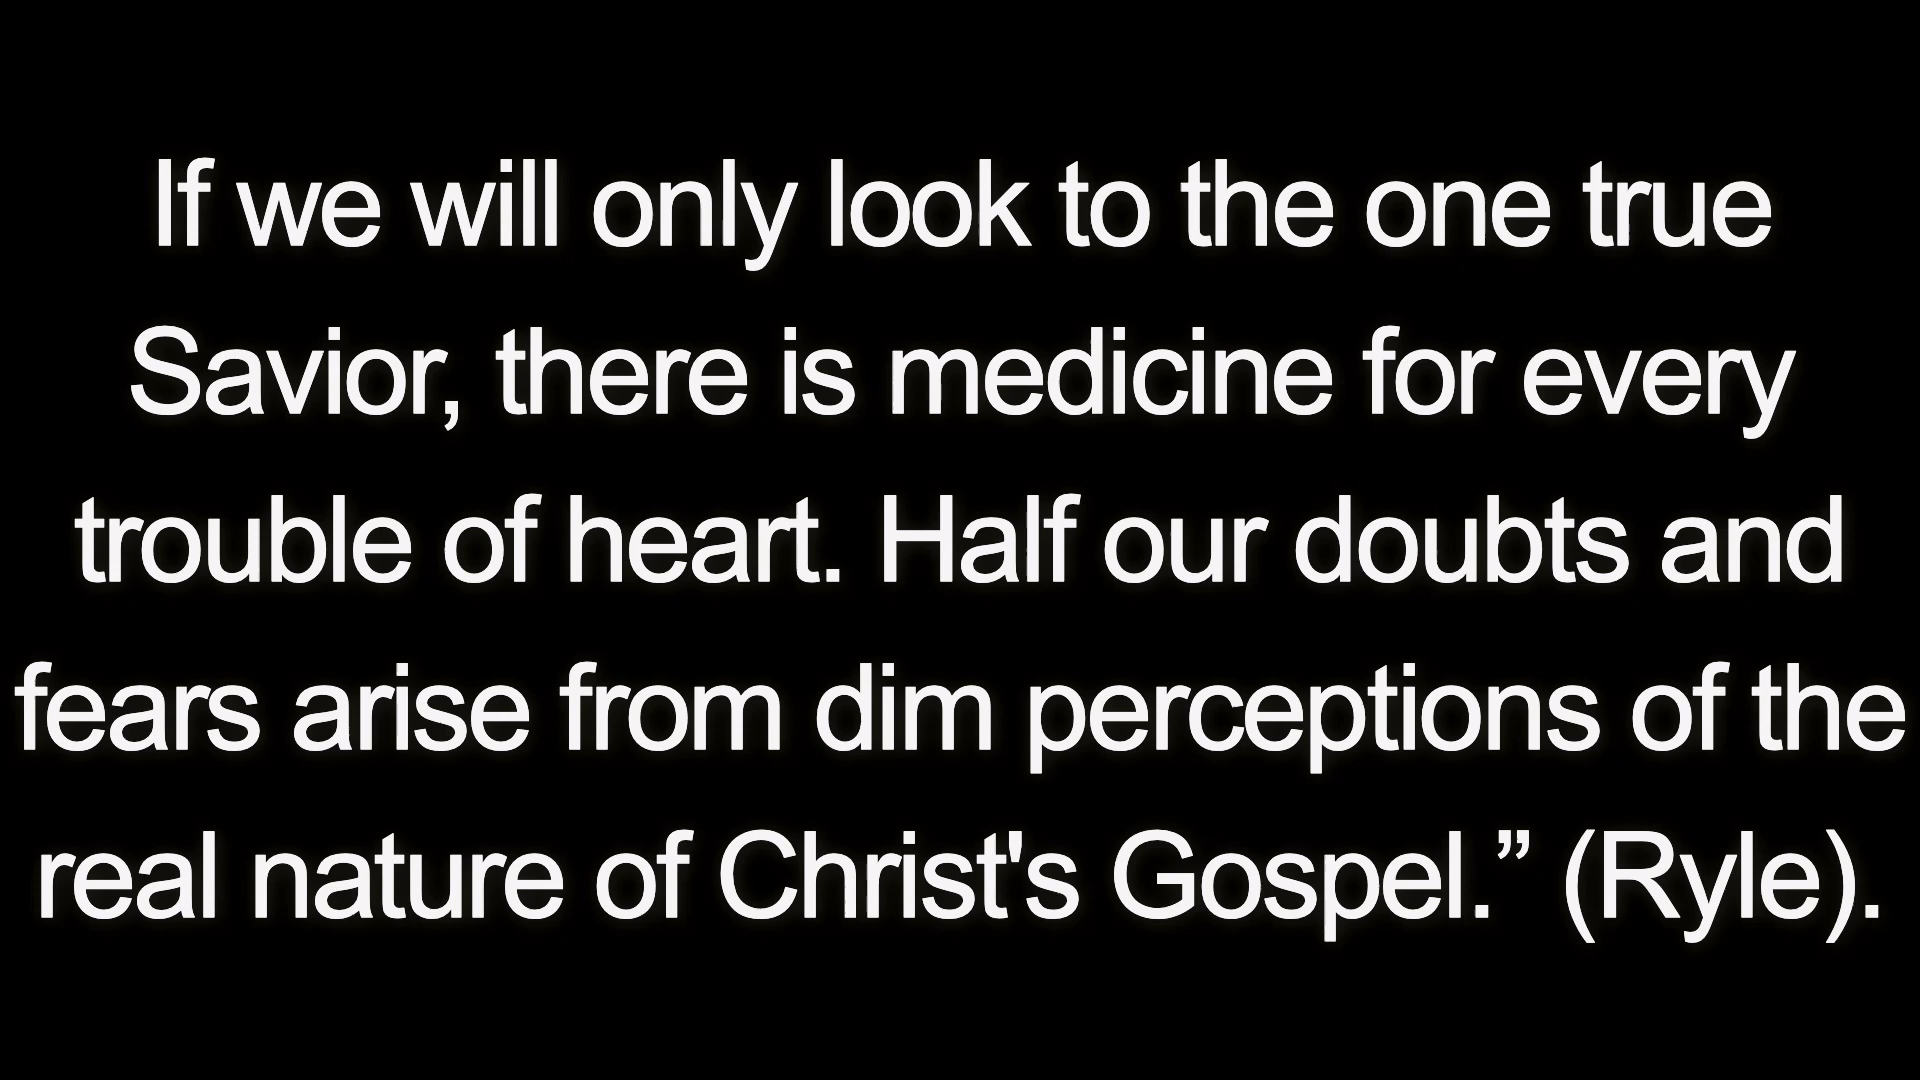 If we will only look to the one true
Savior, there is medicine for every
trouble of heart. Half our doubts and
fears arise from dim perceptions of the
real nature of Christ's Gospel.” (Ryle).